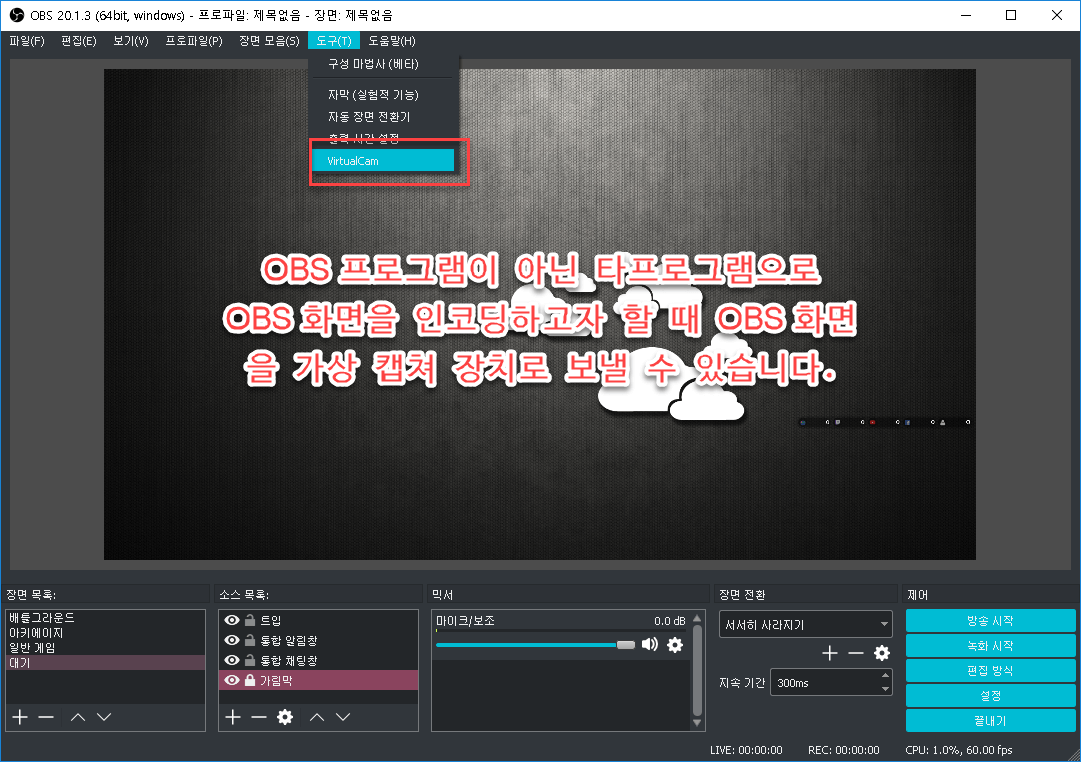 OBS 20.1.3 (64bit, windows) - 프로파일: 제목없음 - 장면: 제목없음
파일(F) 편집(E) 보기(V) 프로파일(P) 장면 모음(S) 도구(T) 도움말(H)
구성 마법사 (베타)
자막 (실험적 기능)
자동 장면 전환기
출력 시간 설정
VirtualCam
OBS 프로그램이 아닌 타프로그램으로
OBS 화면을 인코딩하고자 할 때 OBS 화면
을 가상 캡쳐 장치로 보낼 수 있습니다.
장면 목록:
배틀그라운드
아키에이지
일반 게임
대기
소스 목록:
트입
통합 알림창
통합 채팅창
가림막
믹서
마이크/보조 0.0 dB
장면 전환
서서히 사라지기
지속 기간 300ms
제어
방송 시작
녹화 시작
편집 방식
설정
끝내기
LIVE: 00:00:00 REC: 00:00:00 CPU: 1.0%, 60.00 fps